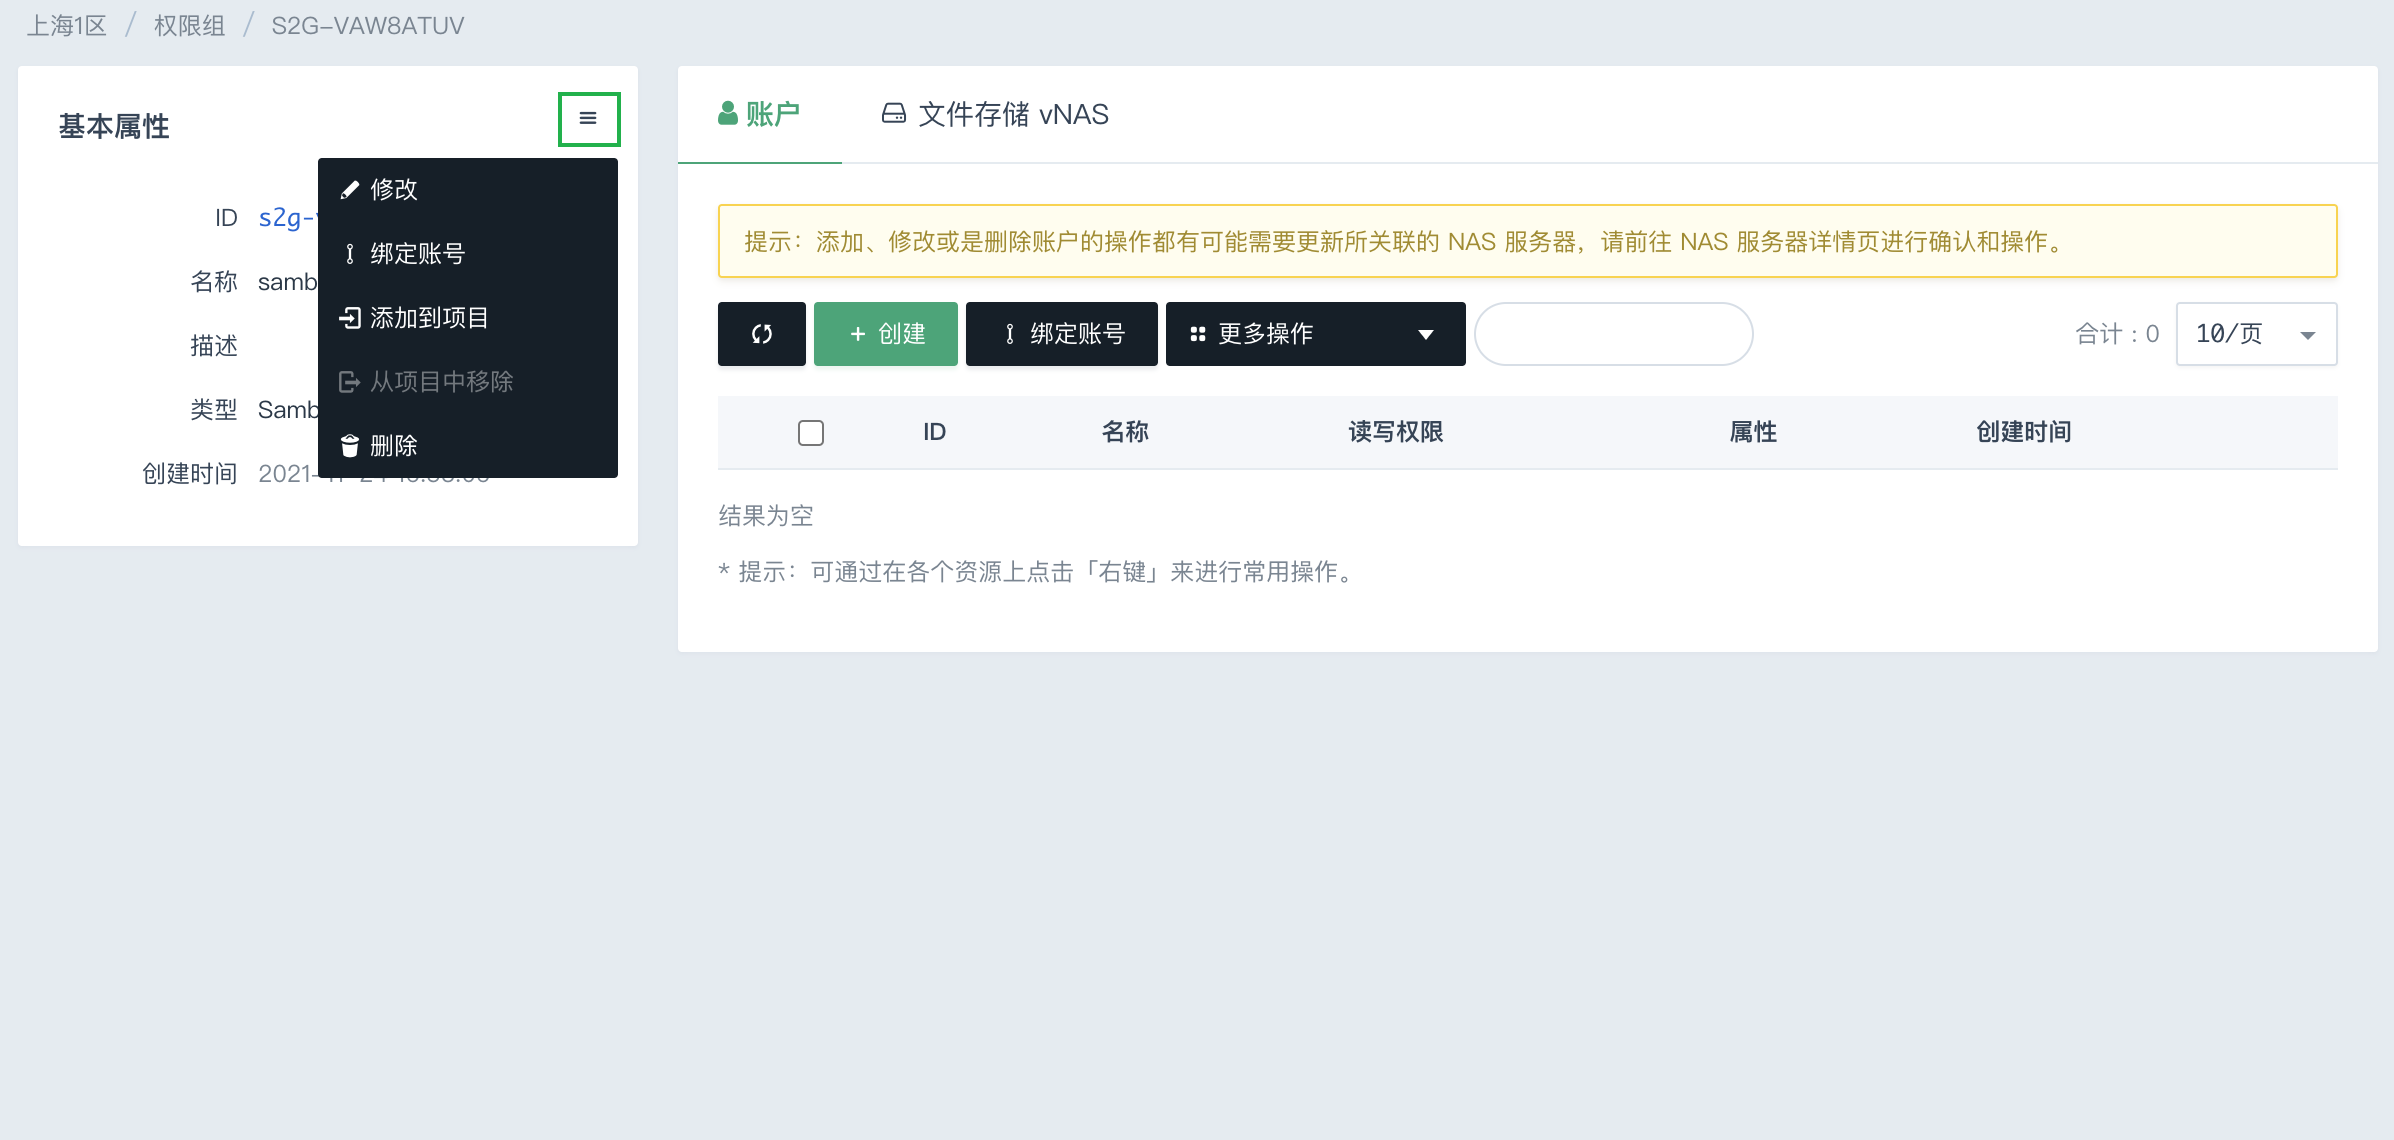 上海1区 / 权限组 / S2G-VAW8ATUV
基本属性
修改
绑定账号
添加到项目
从项目中移除
删除
ID s2g-
名称 samb
描述
类型 Samb
创建时间 2021-
账户
文件存储 vNAS
提示：添加、修改或是删除账户的操作都有可能需要更新所关联的 NAS 服务器，请前往 NAS 服务器详情页进行确认和操作。
+ 创建 绑定账号 更多操作 合计：0 10/页
ID 名称 读写权限 属性 创建时间
结果为空
* 提示：可通过在各个资源上点击「右键」来进行常用操作。